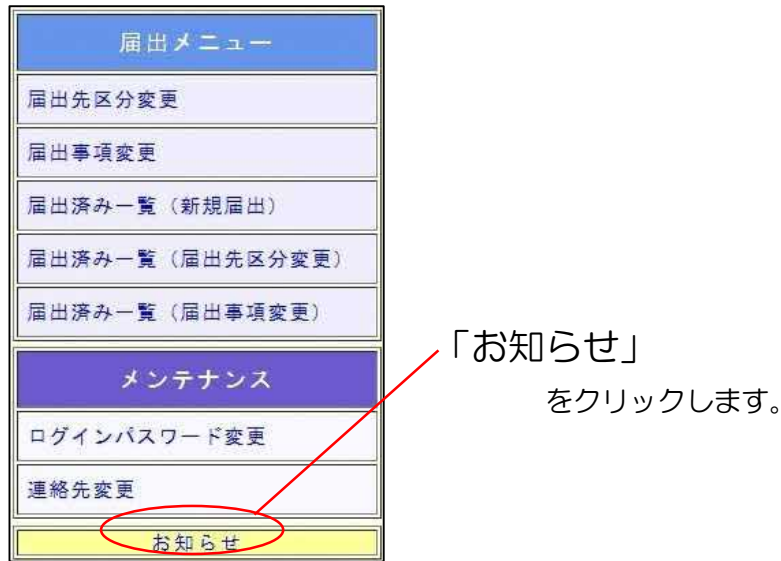 届出メニュー
届出先区分変更
届出事項変更
届出済み一覧（新規届出）
届出済み一覧（届出先区分変更）
届出済み一覧（届出事項変更）
メンテナンス
ログインパスワード変更
連絡先変更
お知らせ
「お知らせ」
をクリックします。